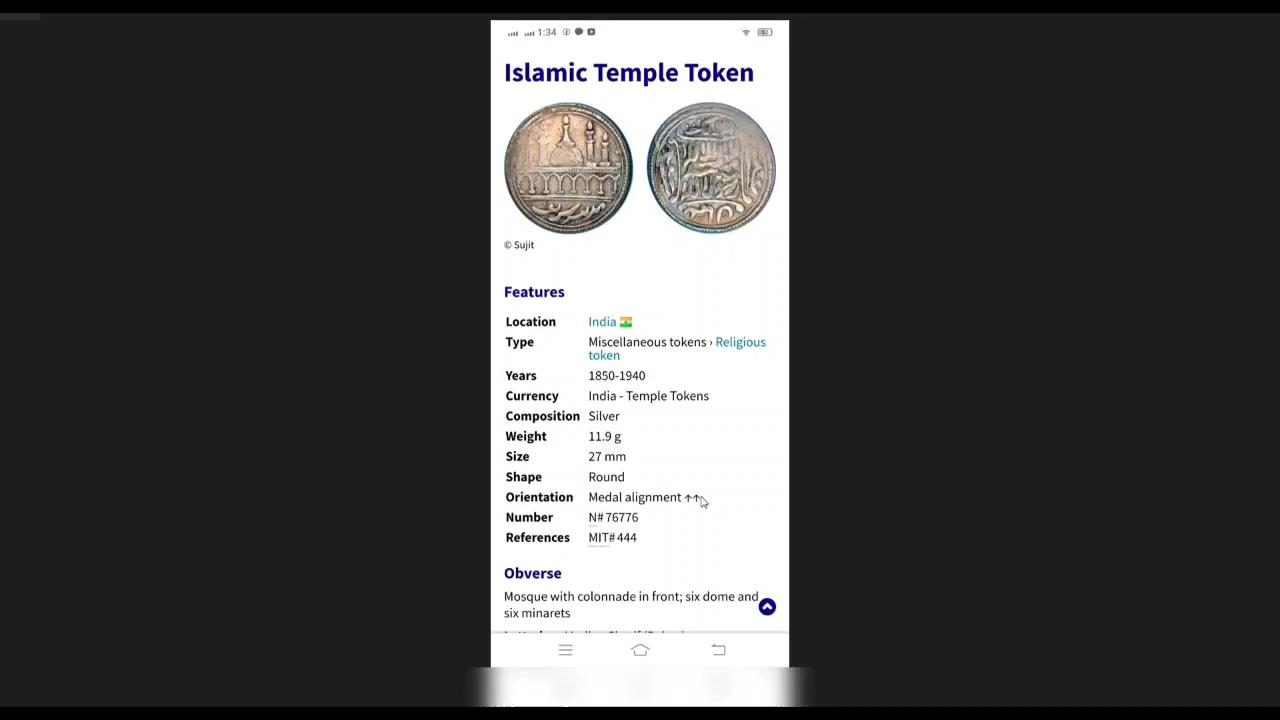 1:34
Islamic Temple Token
© Sujit
Features
Location India
Type Miscellaneous tokens › Religious
token
Years 1850-1940
Currency India - Temple Tokens
Composition Silver
Weight 11.9 g
Size 27 mm
Shape Round
Orientation Medal alignment ↑↑
Number N# 76776
References MIT# 444
Obverse
Mosque with colonnade in front; six dome and
six minarets